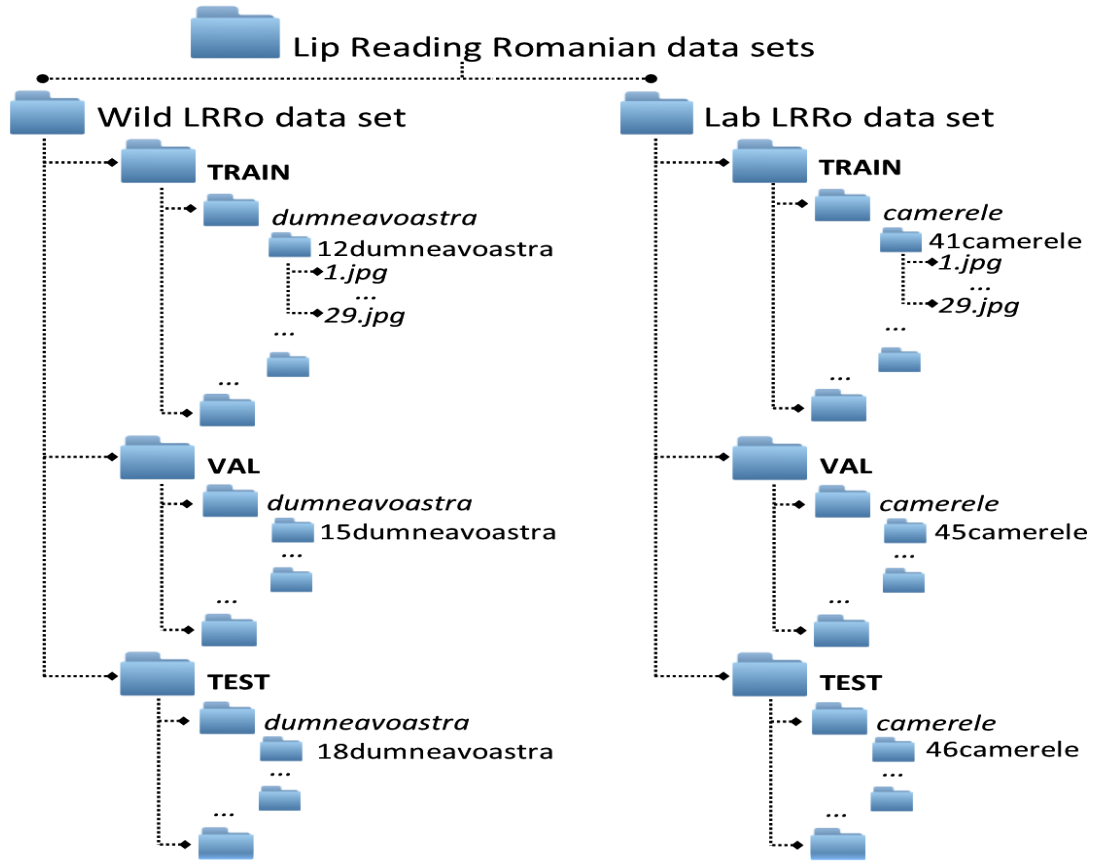 Lip Reading Romanian data sets
Wild LRRo data set
TRAIN
dumneavoastra
12dumneavoastra
1.jpg
...
29.jpg
...
...
VAL
dumneavoastra
15dumneavoastra
...
...
TEST
dumneavoastra
18dumneavoastra
...
...
Lab LRRo data set
TRAIN
camerele
41camerele
1.jpg
...
29.jpg
...
...
VAL
camerele
45camerele
...
...
TEST
camerele
46camerele
...
...